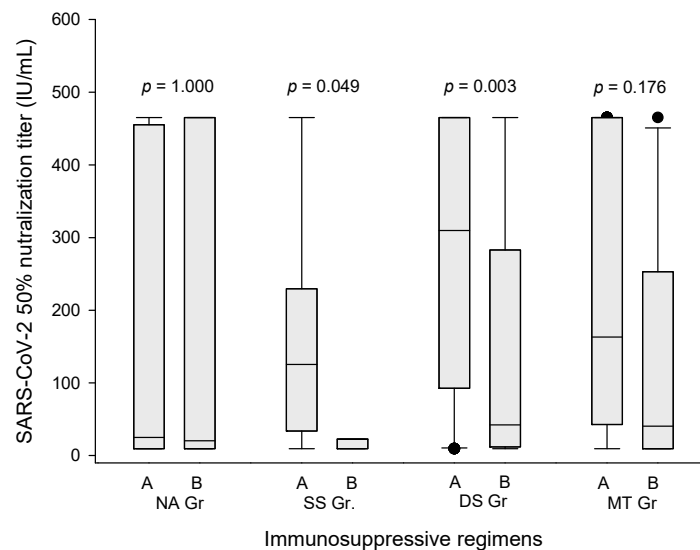 600
500
400
300
200
100
0
SARS-CoV-2 50% nutralization titer (IU/mL)
p = 1.000
p = 0.049
p = 0.003
p = 0.176
A B A B A B A B
NA Gr SS Gr. DS Gr MT Gr
Immunosuppressive regimens